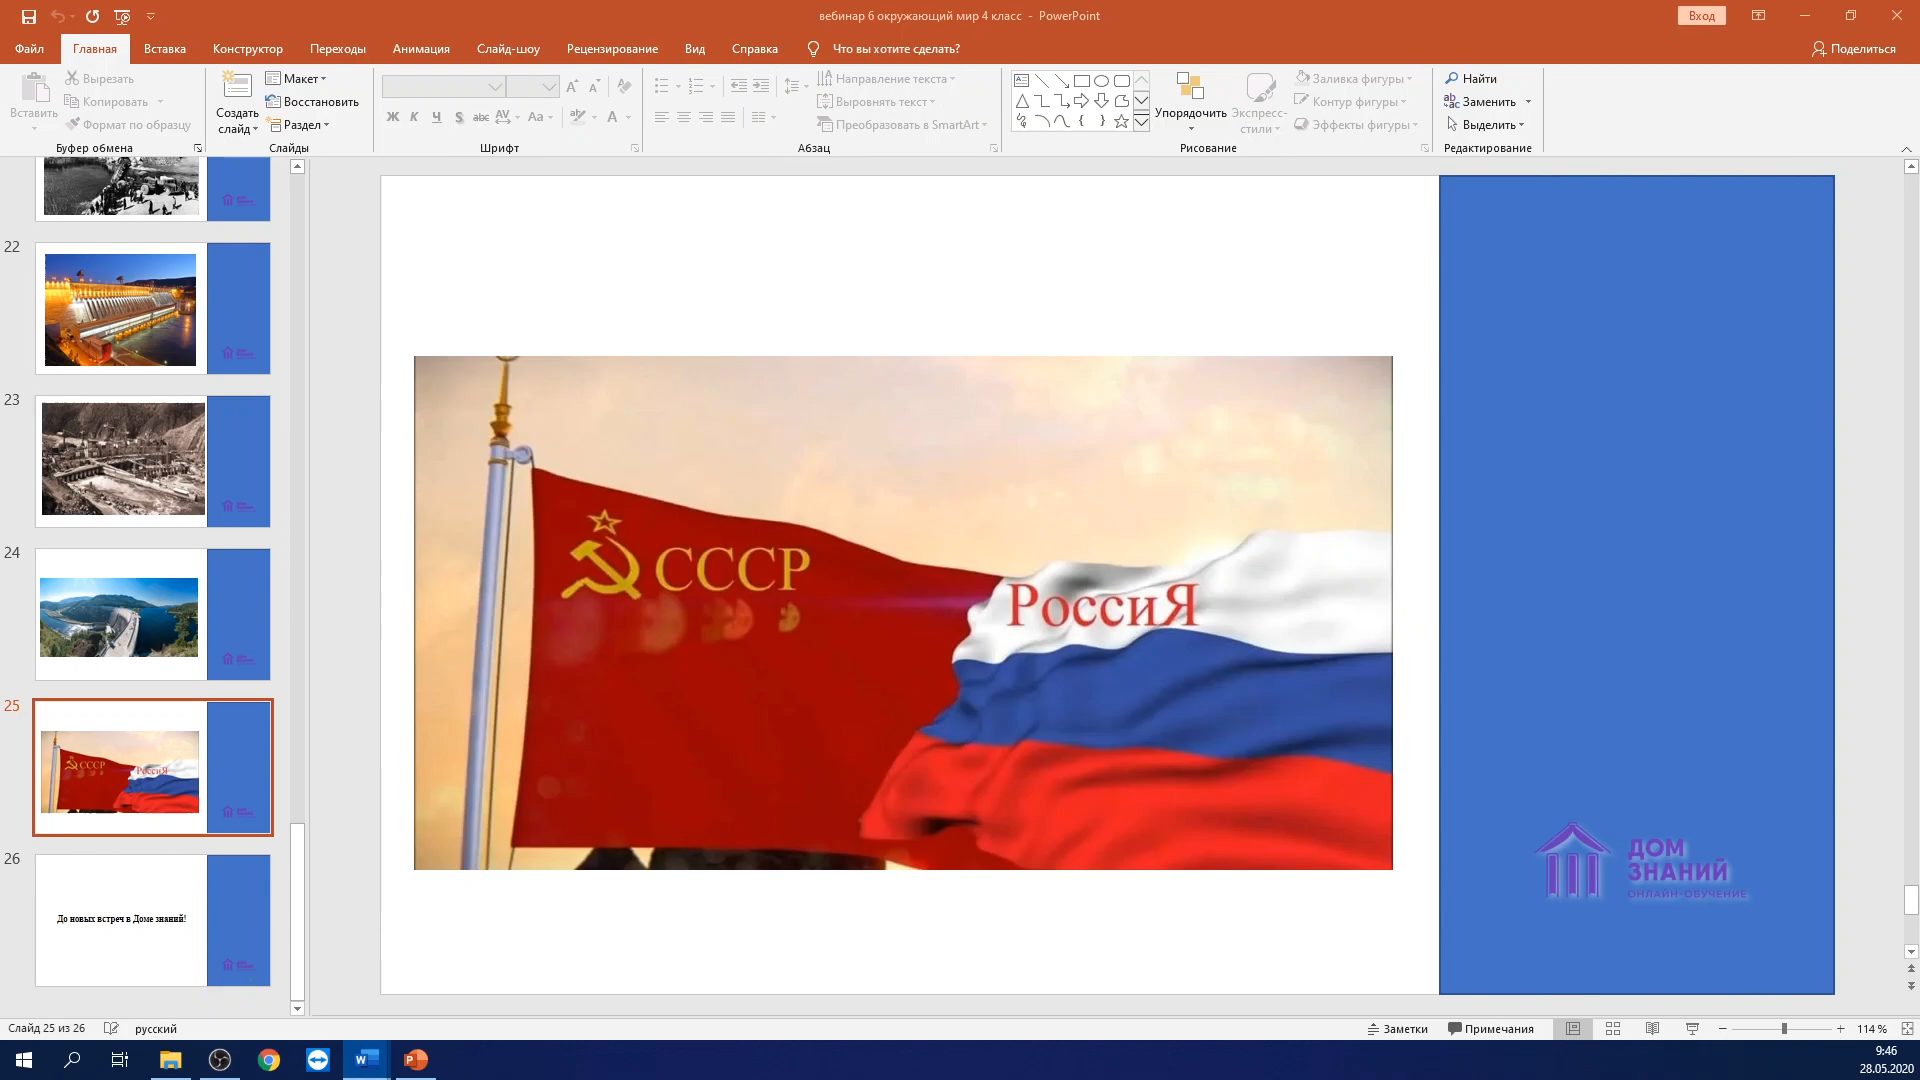 вебинар 6 окружающий мир 4 класс - PowerPoint
Вход
Файл
Главная
Вставка
Конструктор
Переходы
Анимация
Слайд-шоу
Рецензирование
Вид
Справка
Что вы хотите сделать?
Поделиться
Вставить
Вырезать
Копировать
Формат по образцу
Буфер обмена
Создать слайд
Макет
Восстановить
Раздел
Слайды
Ж К Ч S abc AV Aa A
Шрифт
Направление текста
Выровнять текст
Преобразовать в SmartArt
Абзац
Упорядочить
Экспресс-стили
Заливка фигуры
Контур фигуры
Эффекты фигуры
Рисование
Найти
Заменить
Выделить
Редактирование
22
23
24
25
26
До новых встреч в Доме знаний!
СССР
РоссиЯ
ДОМ
ЗНАНИЙ
ОНЛАЙН-ОБУЧЕНИЕ
Слайд 25 из 26
русский
Заметки
Примечания
114 %
9:46
28.05.2020